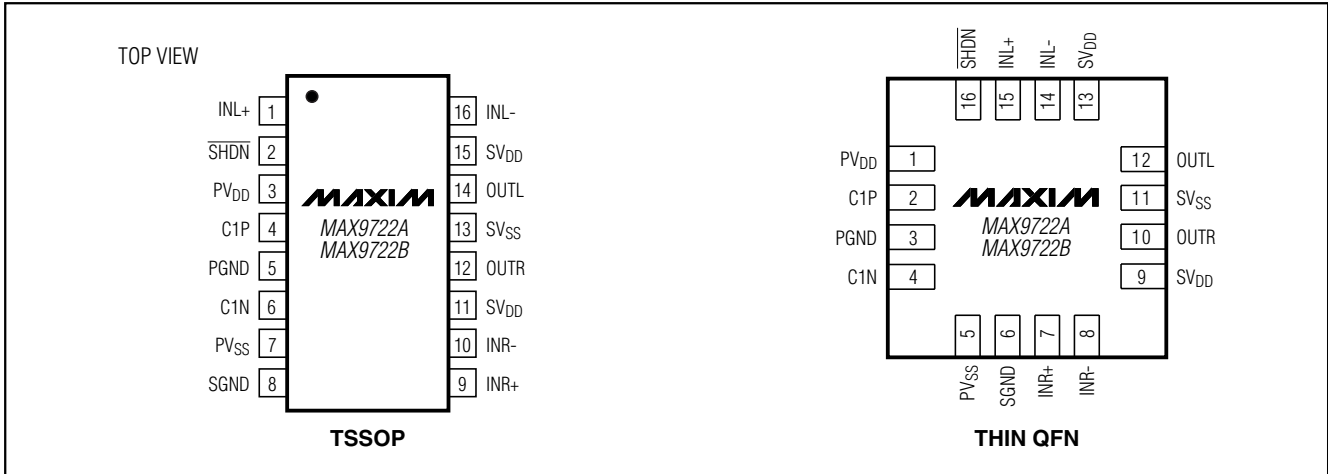 TOP VIEW
INL+ 1
SHDN 2
PVDD 3
C1P 4
PGND 5
C1N 6
PVSS 7
SGND 8
MAXIM
MAX9722A
MAX9722B
16 INL-
15 SVDD
14 OUTL
13 SVSS
12 OUTR
11 SVDD
10 INR-
9 INR+
TSSOP
SHDN INL+ INL- SVDD
16 15 14 13
PVDD 1
C1P 2
PGND 3
C1N 4
MAXIM
MAX9722A
MAX9722B
12 OUTL
11 SVSS
10 OUTR
9 SVDD
5 6 7 8
PVSS SGND INR+ INR-
THIN QFN